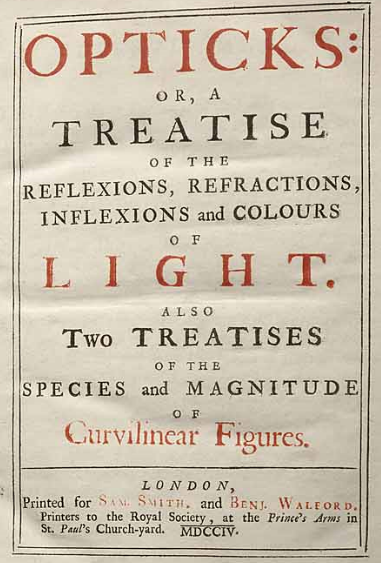 OPTICKS:
OR, A
TREATISE
OF THE
REFLEXIONS, REFRACTIONS,
INFLEXIONS and COLOURS
OF
LIGHT.
ALSO
Two TREATISES
OF THE
SPECIES and MAGNITUDE
OF
Curvilinear Figures.
LONDON,
Printed for SAM. SMITH. and BENJ. WALFORD.
Printers to the Royal Society, at the Prince's Arms in
St. Paul's Church-yard. MDCCIV.